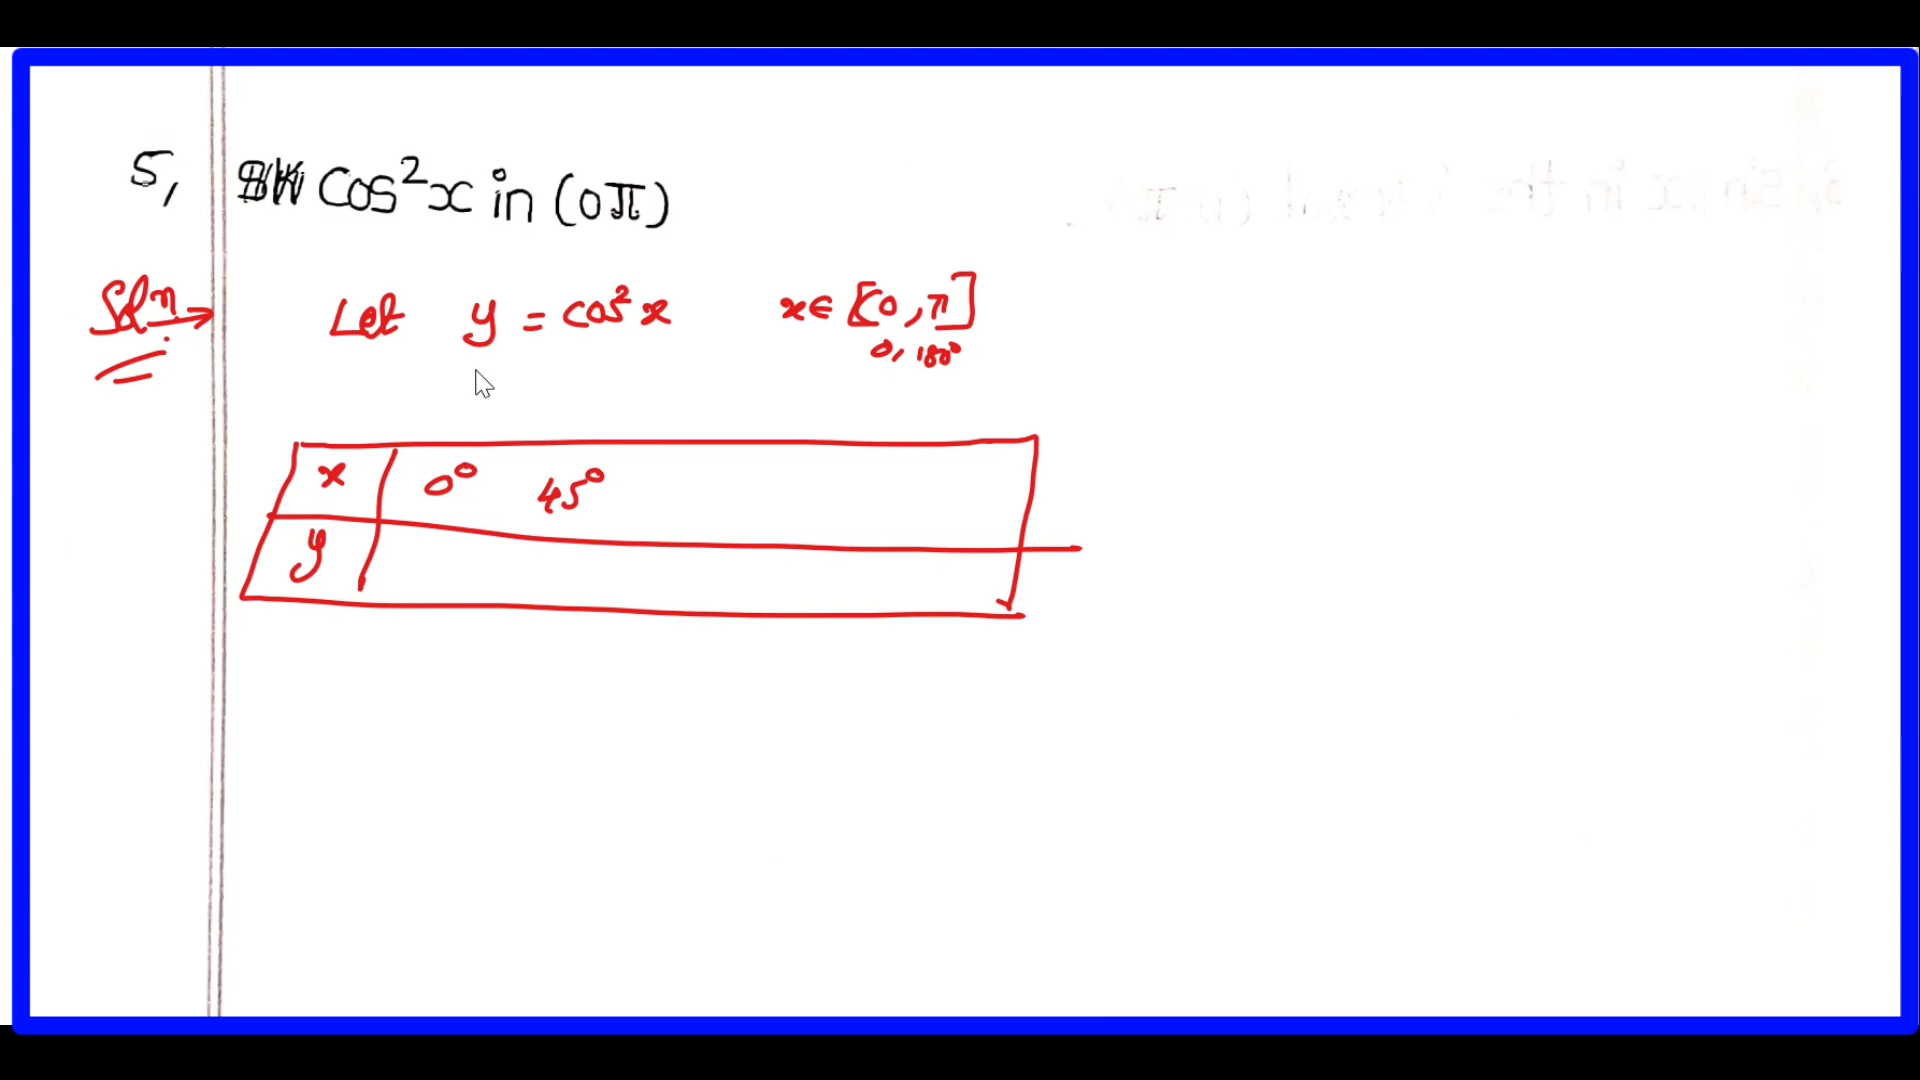 5, Cos²x in (0π)
Soln → Let y = cos²x x∈ [0,π]
0, 180°
x 0° 45°
y